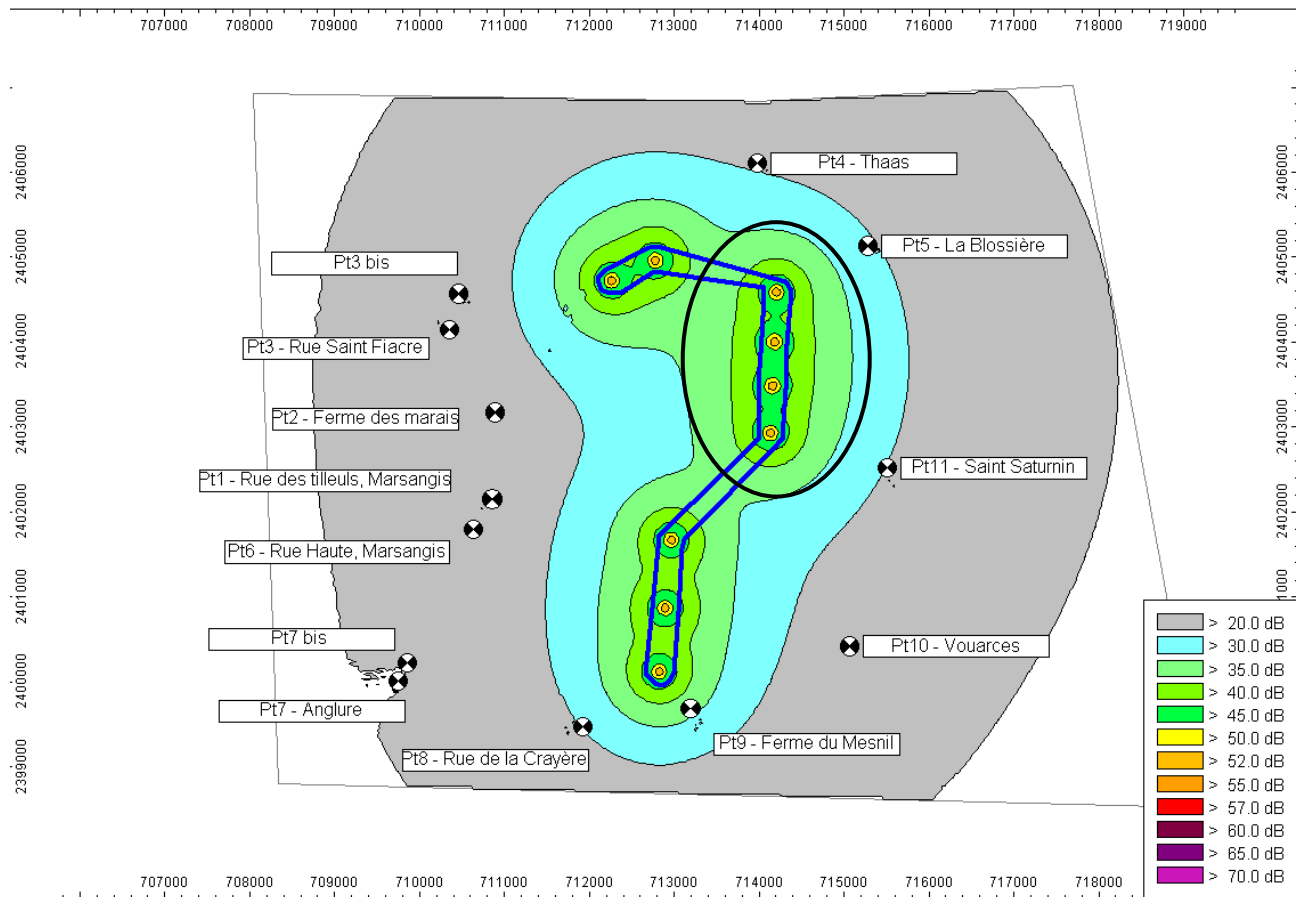 707000 708000 709000 710000 711000 712000 713000 714000 715000 716000 717000 718000 719000
2406000
2406000
Pt4 - Thaas
Pt5 - La Blossière
2405000
2405000
Pt3 bis
2404000
2404000
Pt3 - Rue Saint Fiacre
Pt2 - Ferme des marais
2403000
2403000
Pt11 - Saint Saturnin
Pt1 - Rue des tilleuls, Marsangis
2402000
2402000
Pt6 - Rue Haute, Marsangis
2401000
1000
Pt7 bis
Pt10 - Vouarces
2400000
Pt7 - Anglure
Pt9 - Ferme du Mesnil
Pt8 - Rue de la Crayère
2399000
> 20.0 dB
> 30.0 dB
> 35.0 dB
> 40.0 dB
> 45.0 dB
> 50.0 dB
> 52.0 dB
> 55.0 dB
> 57.0 dB
> 60.0 dB
> 65.0 dB
> 70.0 dB
707000 708000 709000 710000 711000 712000 713000 714000 715000 716000 717000 718000